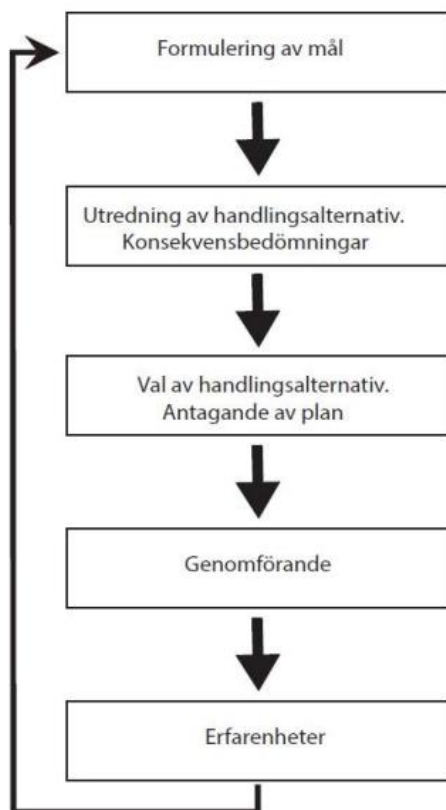 Formulering av mål
Utredning av handlingsalternativ.
Konsekvensbedömningar
Val av handlingsalternativ.
Antagande av plan
Genomförande
Erfarenheter